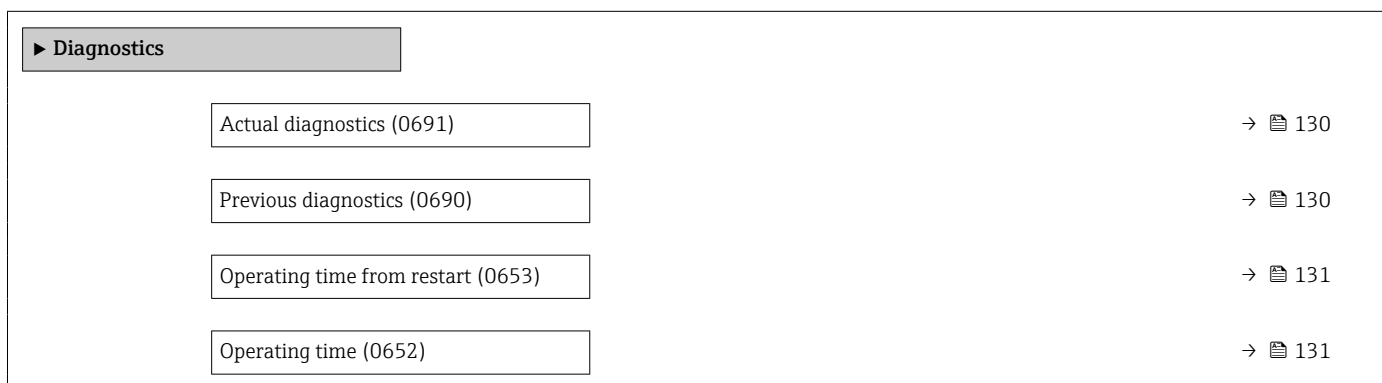 ▶ Diagnostics
Actual diagnostics (0691) → 130
Previous diagnostics (0690) → 130
Operating time from restart (0653) → 131
Operating time (0652) → 131